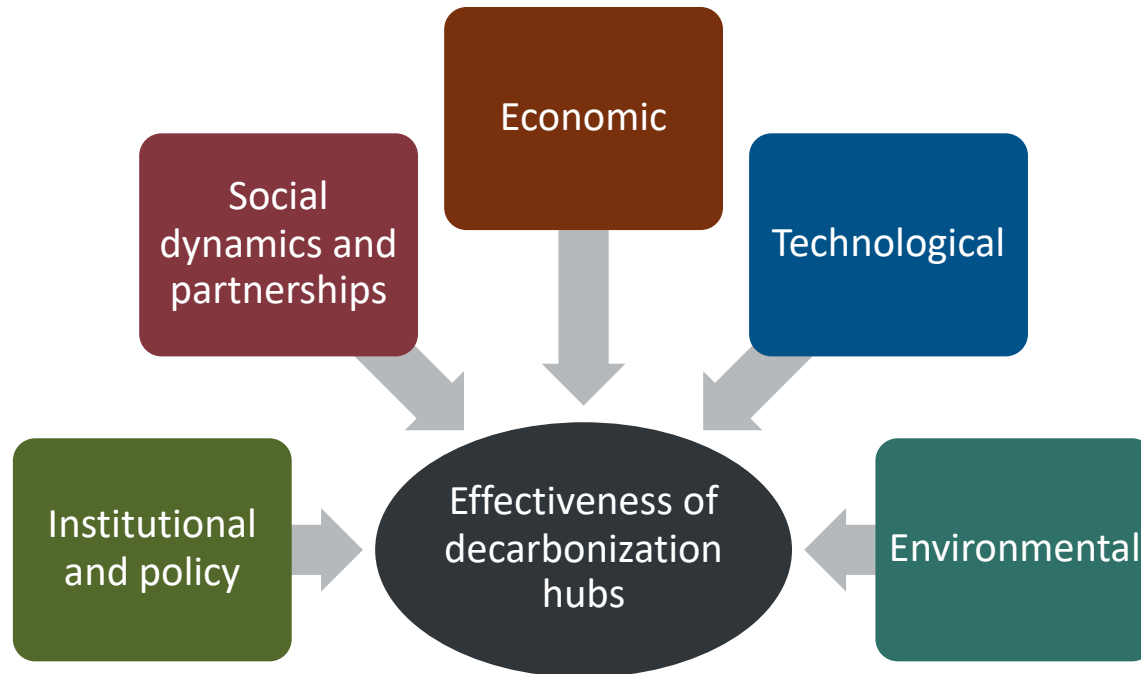 Economic
Social
dynamics and
partnerships
Technological
Institutional
and policy
Effectiveness of
decarbonization
hubs
Environmental